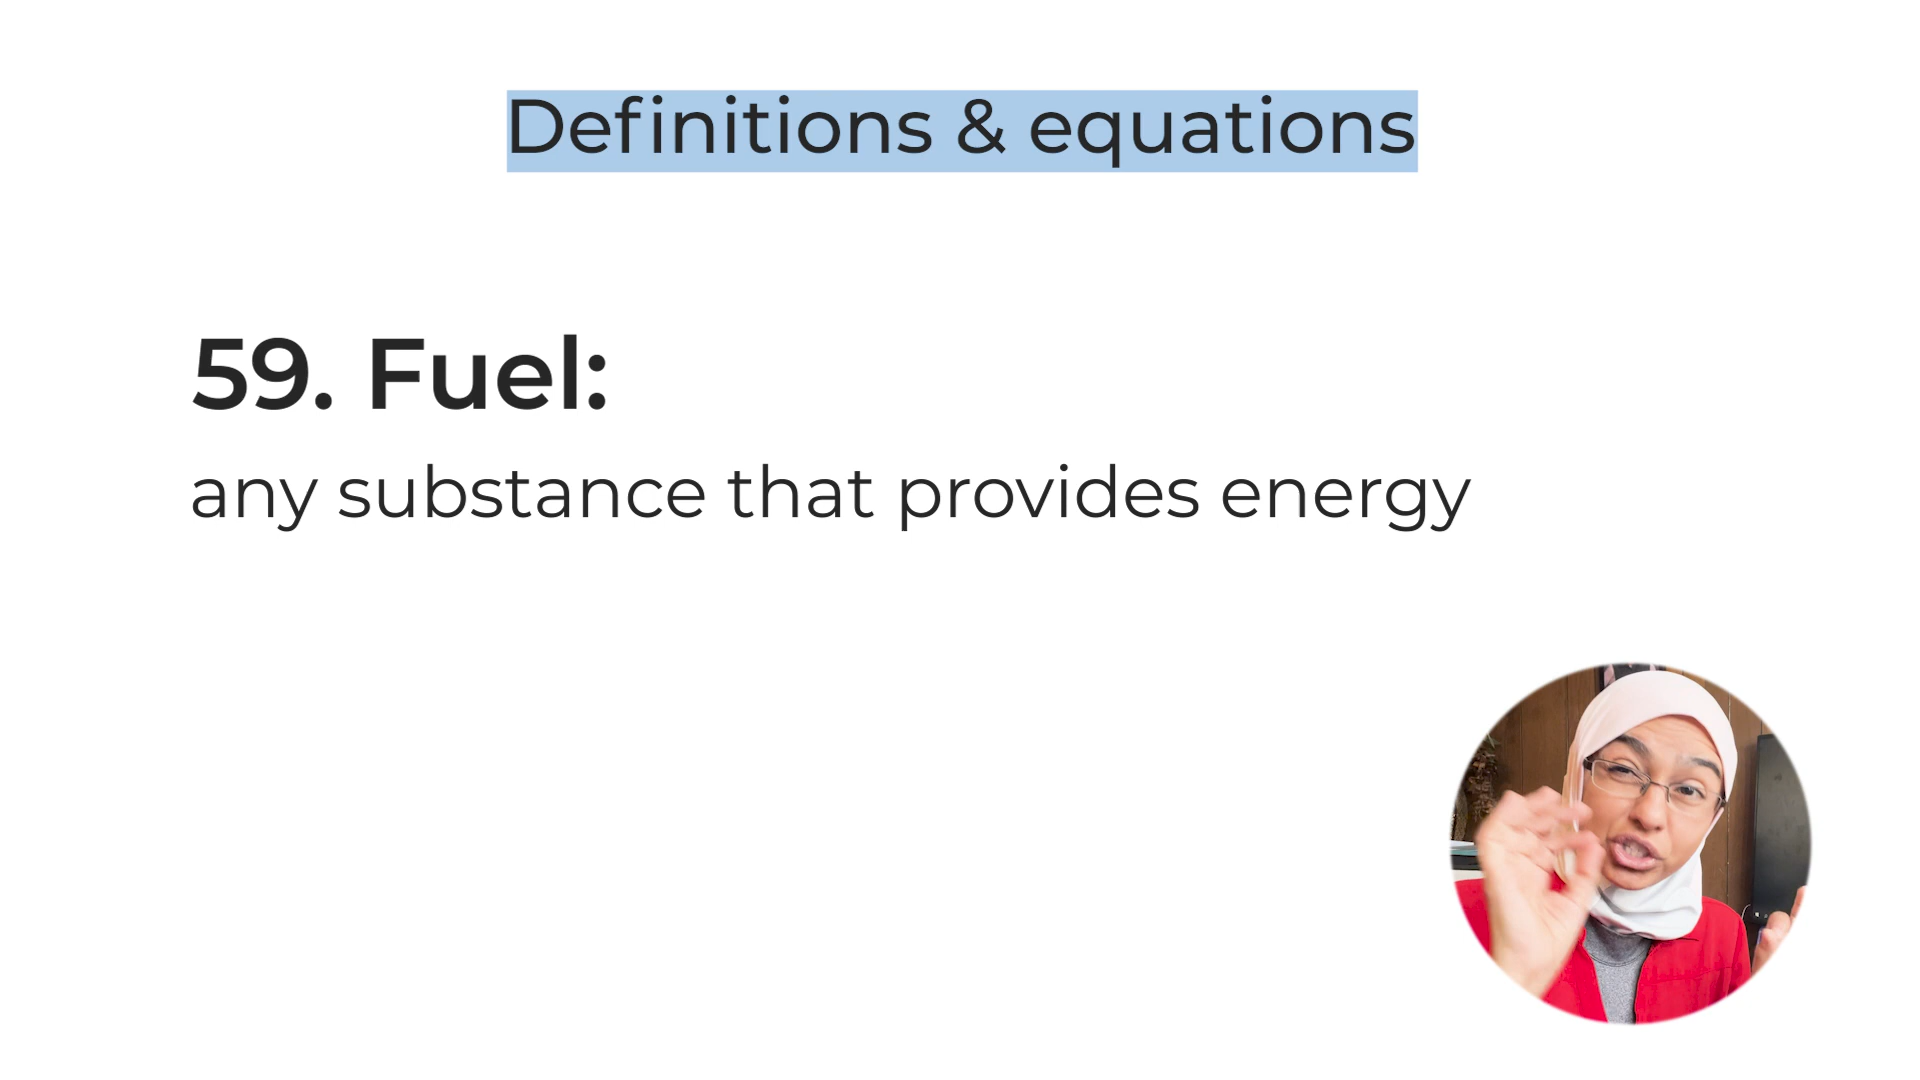 Definitions & equations
59. Fuel:
any substance that provides energy